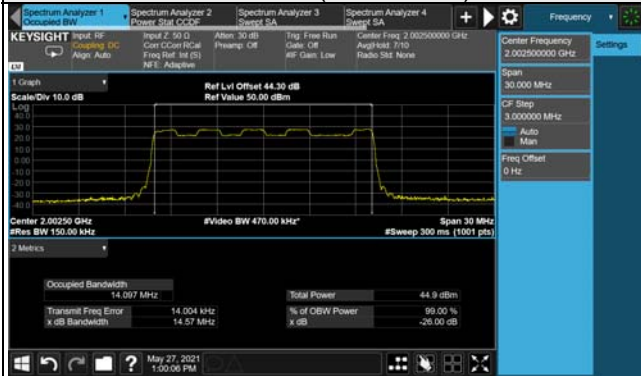 Spectrum Analyzer 1
Occupied BW
Spectrum Analyzer 2
Power Stat CCDF
Spectrum Analyzer 3
Swept SA
Spectrum Analyzer 4
Swept SA
Frequency
KEYSIGHT
Input: RF
Coupling: DC
Align: Auto
Input Z: 50 Ω
Corr CCorr RCal
Freq Ref: Int (S)
NFE: Adaptive
Atten: 30 dB
Preamp: Off
Trig: Free Run
Gate: Off
#IF Gain: Low
Center Freq: 2.002500000 GHz
Avg|Hold: 7/10
Radio Std: None
Center Frequency
2.002500000 GHz
Settings
Span
30.000 MHz
CF Step
3.000000 MHz
Auto
Man
Freq Offset
0 Hz
1 Graph
Scale/Div 10.0 dB
Ref Lvl Offset 44.30 dB
Ref Value 50.00 dBm
Log
40.0
30.0
20.0
10.0
0.00
-10.0
-20.0
-30.0
-40.0
Center 2.00250 GHz
#Res BW 150.00 kHz
#Video BW 470.00 kHz*
Span 30 MHz
#Sweep 300 ms (1001 pts)
2 Metrics
Occupied Bandwidth
14.097 MHz
Total Power 44.9 dBm
Transmit Freq Error 14.004 kHz
% of OBW Power 99.00 %
x dB Bandwidth 14.57 MHz
x dB -26.00 dB
May 27, 2021
1:00:06 PM